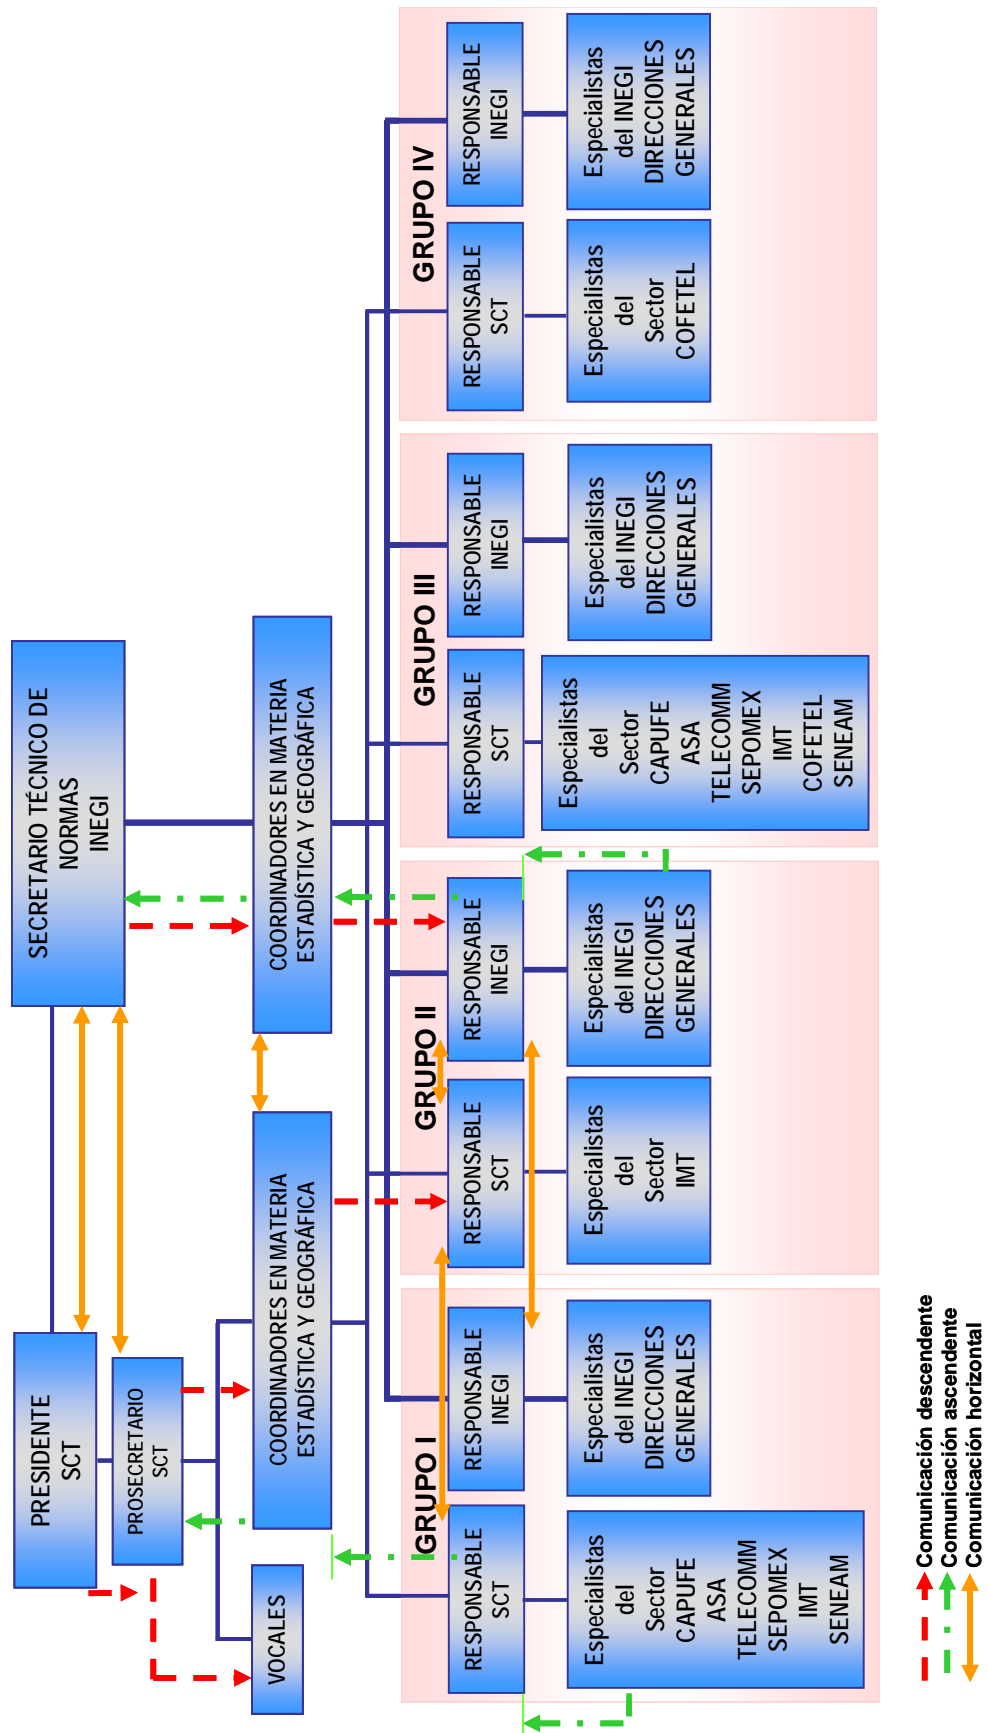 PRESIDENTE
SCT
SECRETARIO TÉCNICO DE
NORMAS
INEGI
PROSECRETARIO
SCT
VOCALES
COORDINADORES EN MATERIA
ESTADÍSTICA Y GEOGRÁFICA
COORDINADORES EN MATERIA
ESTADÍSTICA Y GEOGRÁFICA
GRUPO I
RESPONSABLE
SCT
RESPONSABLE
INEGI
Especialistas
del
Sector
CAPUFE
ASA
TELECOMM
SEPOMEX
IMT
SENEAM
Especialistas
del INEGI
DIRECCIONES
GENERALES
GRUPO II
RESPONSABLE
SCT
RESPONSABLE
INEGI
Especialistas
del
Sector
IMT
Especialistas
del INEGI
DIRECCIONES
GENERALES
GRUPO III
RESPONSABLE
SCT
RESPONSABLE
INEGI
Especialistas
del
Sector
CAPUFE
ASA
TELECOMM
SEPOMEX
IMT
COFETEL
SENEAM
Especialistas
del INEGI
DIRECCIONES
GENERALES
GRUPO IV
RESPONSABLE
SCT
RESPONSABLE
INEGI
Especialistas
del
Sector
COFETEL
Especialistas
del INEGI
DIRECCIONES
GENERALES
Comunicación descendente
Comunicación ascendente
Comunicación horizontal